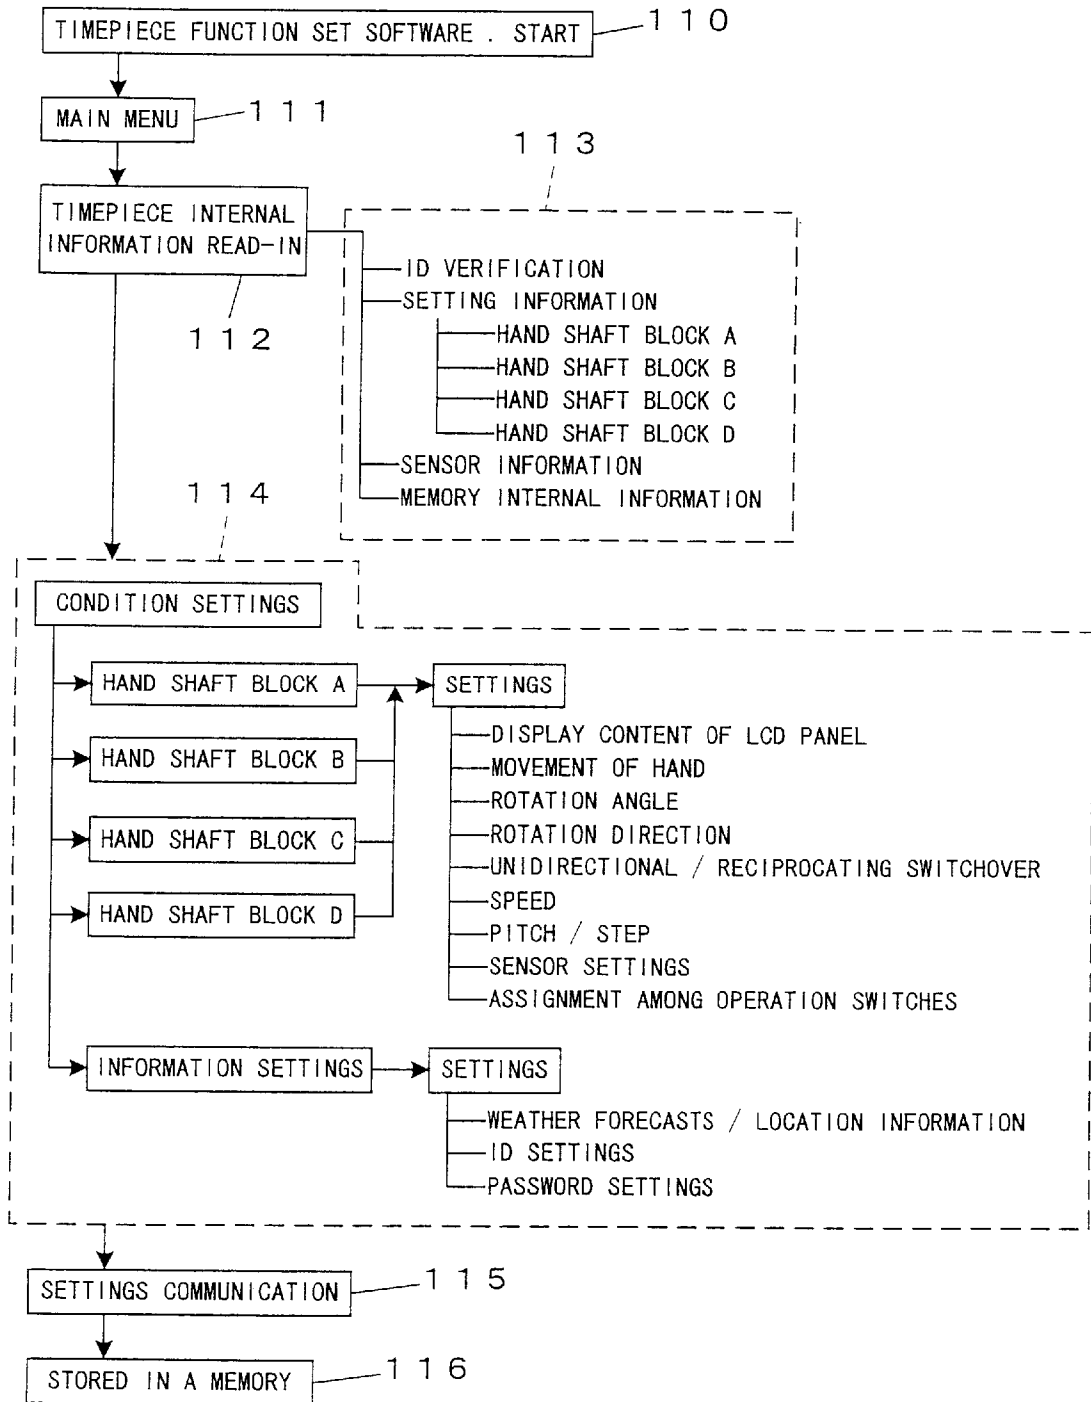 TIMEPIECE FUNCTION SET SOFTWARE . START
110
MAIN MENU
111
113
TIMEPIECE INTERNAL
INFORMATION READ-IN
112
ID VERIFICATION
SETTING INFORMATION
HAND SHAFT BLOCK A
HAND SHAFT BLOCK B
HAND SHAFT BLOCK C
HAND SHAFT BLOCK D
SENSOR INFORMATION
MEMORY INTERNAL INFORMATION
114
CONDITION SETTINGS
HAND SHAFT BLOCK A
HAND SHAFT BLOCK B
HAND SHAFT BLOCK C
HAND SHAFT BLOCK D
SETTINGS
DISPLAY CONTENT OF LCD PANEL
MOVEMENT OF HAND
ROTATION ANGLE
ROTATION DIRECTION
UNIDIRECTIONAL / RECIPROCATING SWITCHOVER
SPEED
PITCH / STEP
SENSOR SETTINGS
ASSIGNMENT AMONG OPERATION SWITCHES
INFORMATION SETTINGS
SETTINGS
WEATHER FORECASTS / LOCATION INFORMATION
ID SETTINGS
PASSWORD SETTINGS
SETTINGS COMMUNICATION
115
STORED IN A MEMORY
116